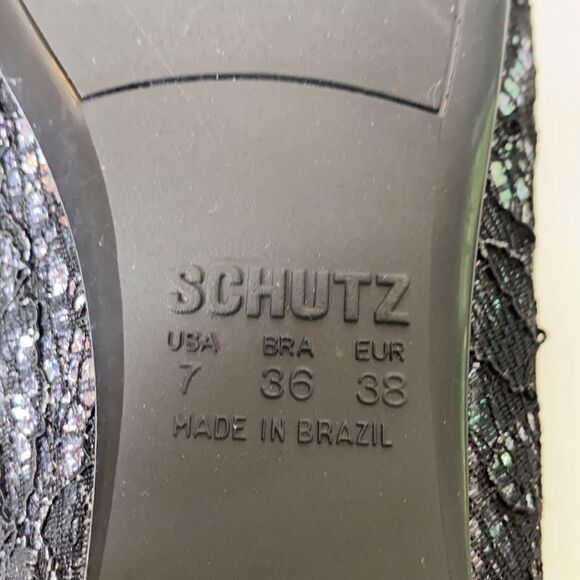 SCHUTZ
USA BRA EUR
7 36 38
MADE IN BRAZIL